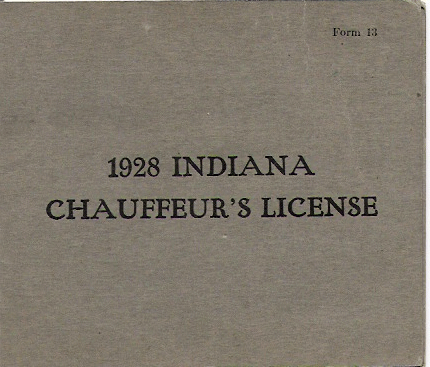 Form 13
1928 INDIANA
CHAUFFEUR'S LICENSE